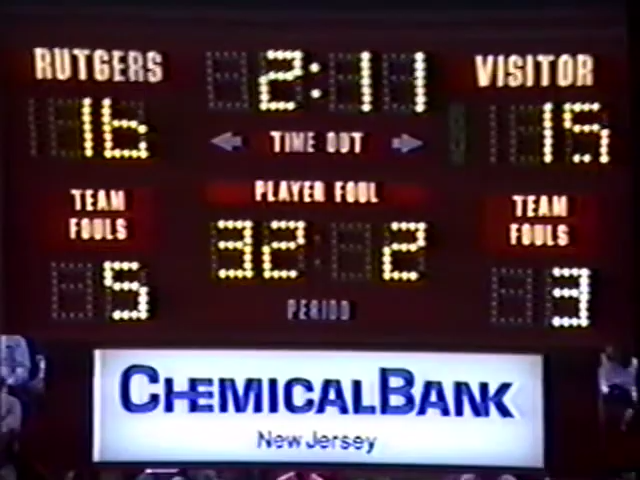 RUTGERS 2:11 VISITOR
16 TIME OUT 15
TEAM FOULS PLAYER FOUL TEAM FOULS
5 32 2 3
PERIOD
CHEMICALBANK
New Jersey